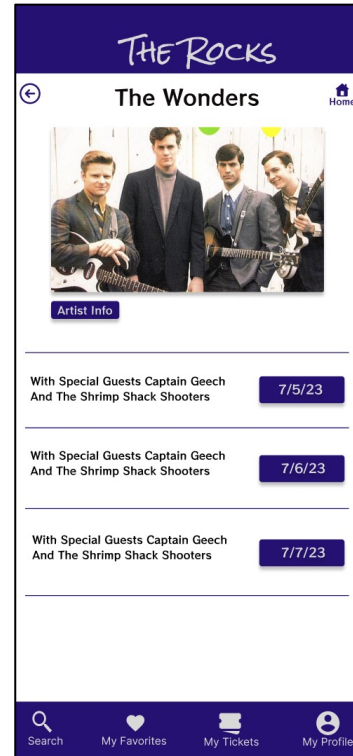 THE ROCKS
The Wonders
Home
Artist Info
With Special Guests Captain Geech
And The Shrimp Shack Shooters
7/5/23
With Special Guests Captain Geech
And The Shrimp Shack Shooters
7/6/23
With Special Guests Captain Geech
And The Shrimp Shack Shooters
7/7/23
Search
My Favorites
My Tickets
My Profile